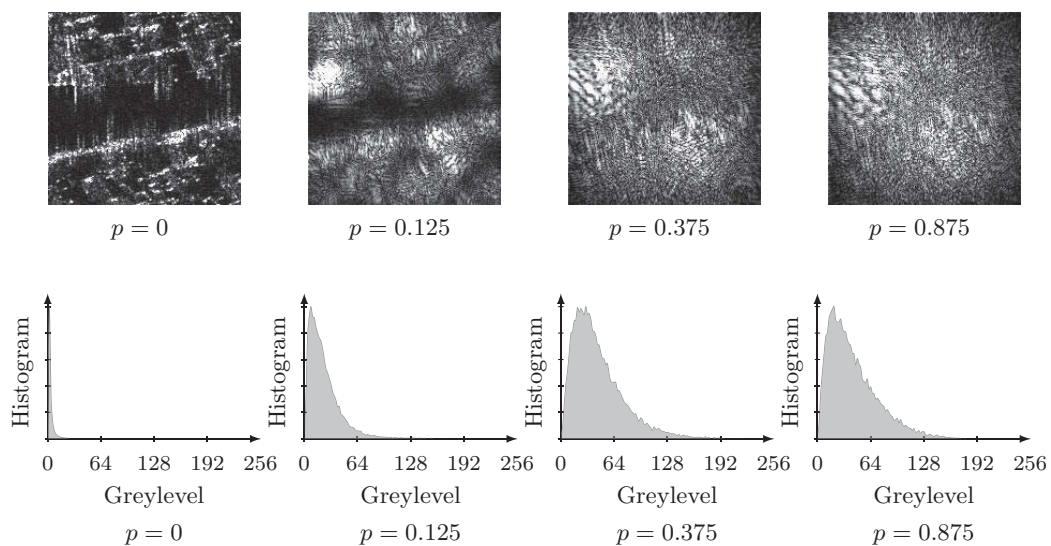 p = 0
p = 0.125
p = 0.375
p = 0.875
Histogram
0 64 128 192 256
Greylevel
p = 0
Histogram
0 64 128 192 256
Greylevel
p = 0.125
Histogram
0 64 128 192 256
Greylevel
p = 0.375
Histogram
0 64 128 192 256
Greylevel
p = 0.875